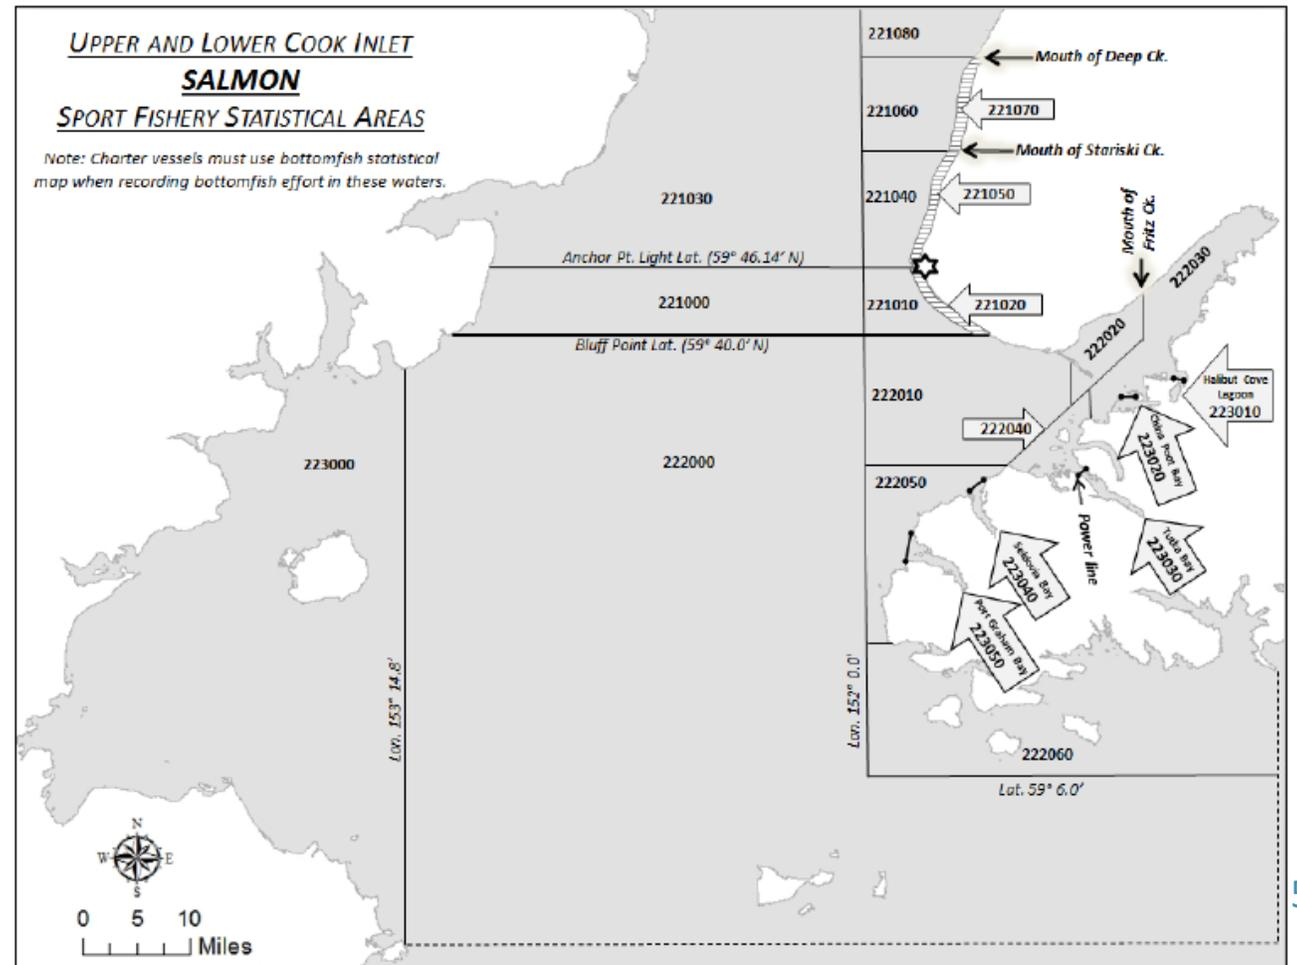 UPPER AND LOWER COOK INLET
SALMON
SPORT FISHERY STATISTICAL AREAS
Note: Charter vessels must use bottomfish statistical
map when recording bottomfish effort in these waters.
221080
Mouth of Deep Ck.
221060
221070
Mouth of Stariski Ck.
221030
221040
221050
Mouth of
Fritz Ck.
222030
Anchor Pt. Light Lat. (59° 46.14' N)
221000
221010
221020
Bluff Point Lat. (59° 40.0' N)
222020
222010
Halibut Cove
Lagoon
223010
222040
China Poot Bay
223020
223000
222000
222050
Power line
Tutka Bay
223030
Seldovia Bay
223040
Port Graham Bay
223050
Lon. 153° 14.8'
Lon. 152° 0.0'
222060
Lat. 59° 6.0'
N
W
E
S
0 5 10
Miles
5